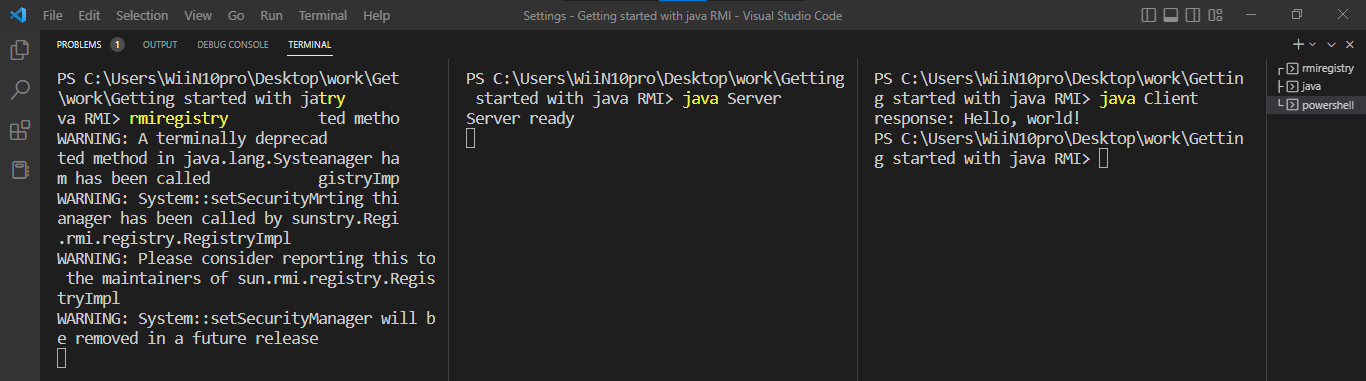 File Edit Selection View Go Run Terminal Help Settings - Getting started with java RMI - Visual Studio Code
PROBLEMS 1 OUTPUT DEBUG CONSOLE TERMINAL
PS C:\Users\WiiN10pro\Desktop\work\Get
\work\Getting started with jatry
va RMI> rmiregistry ted metho
WARNING: A terminally deprecad
ted method in java.lang.Systeanager ha
m has been called gistryImp
WARNING: System::setSecurityMrting thi
anager has been called by sunstry.Regi
.rmi.registry.RegistryImpl
WARNING: Please consider reporting this to
the maintainers of sun.rmi.registry.Regis
tryImpl
WARNING: System::setSecurityManager will b
e removed in a future release
PS C:\Users\WiiN10pro\Desktop\work\Getting
started with java RMI> java Server
Server ready
PS C:\Users\WiiN10pro\Desktop\work\Gettin
g started with java RMI> java Client
response: Hello, world!
PS C:\Users\WiiN10pro\Desktop\work\Gettin
g started with java RMI>
rmiregistry
java
powershell